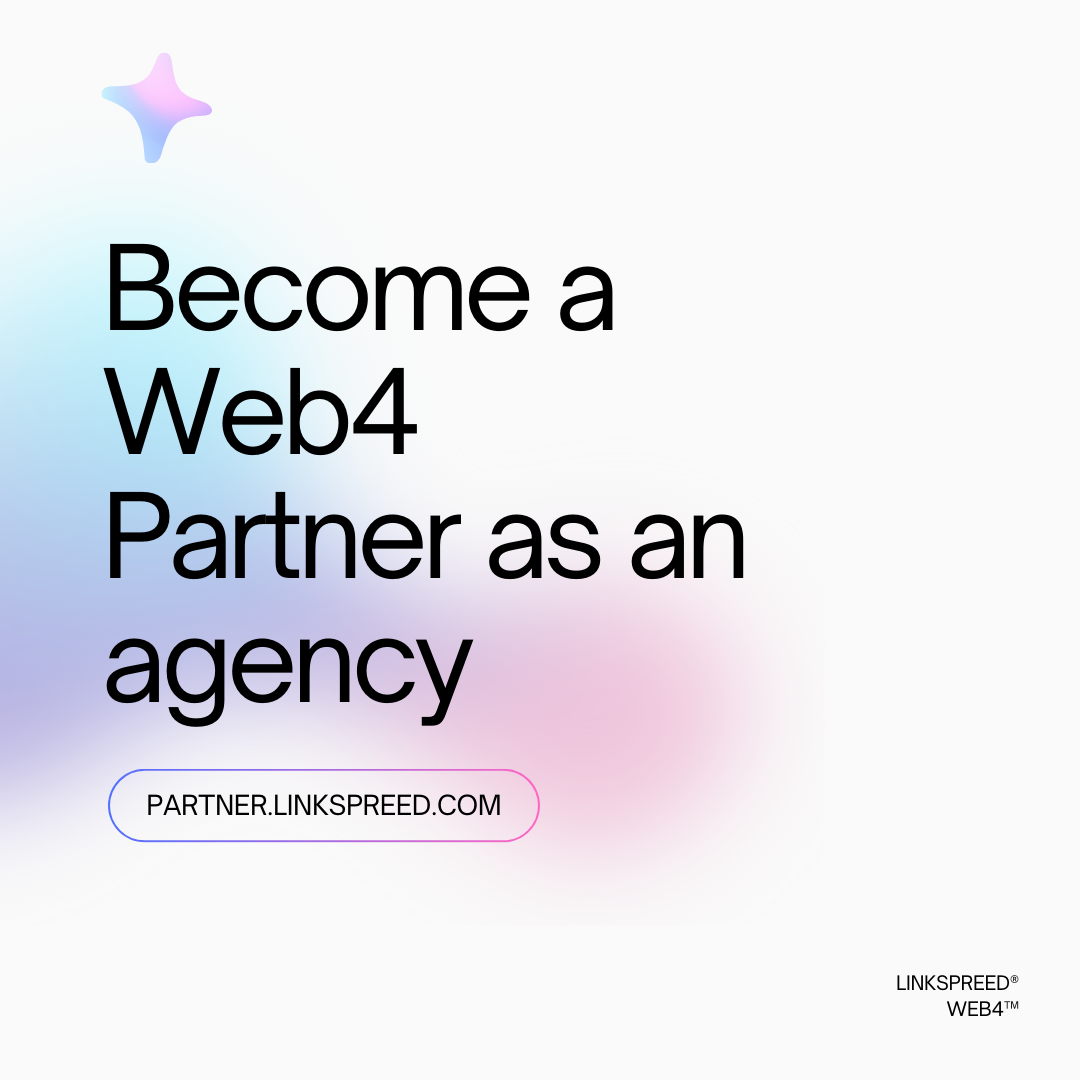 Become a
Web4
Partner as an
agency
PARTNER.LINKSPREED.COM
LINKSPREED®
WEB4™